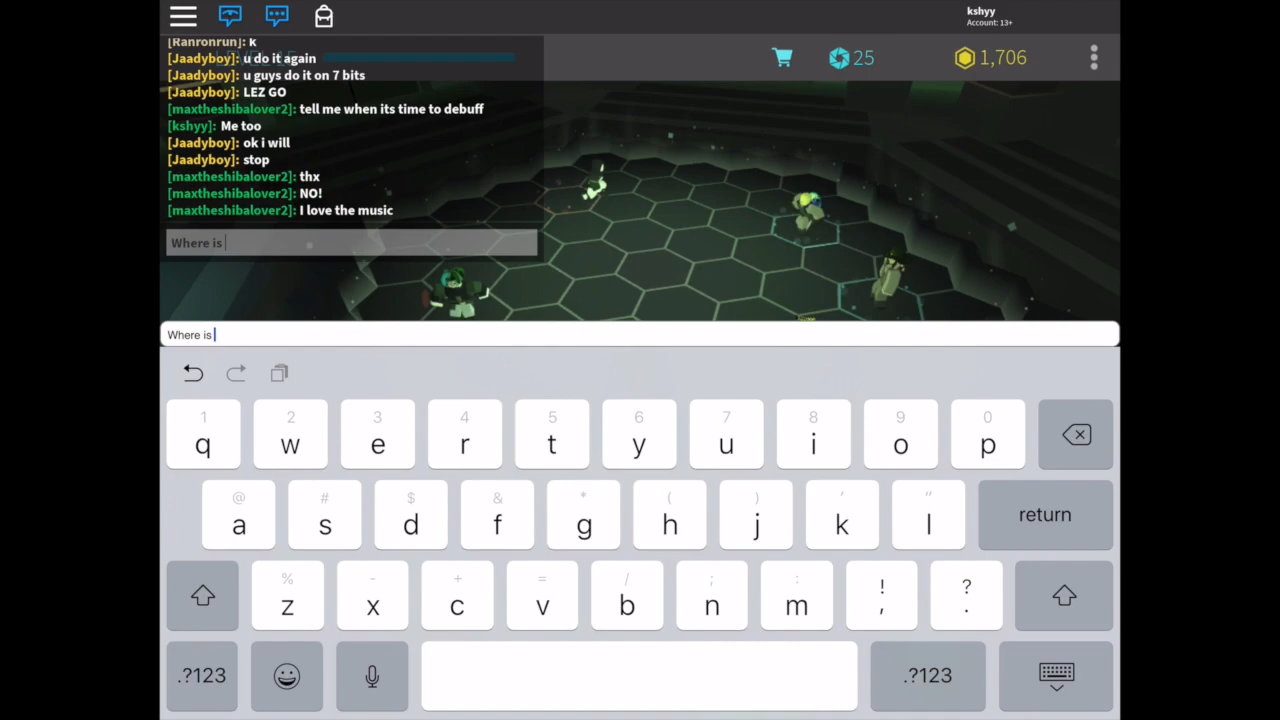 kshyy
Account: 13+
[Ranronrun]: k
[Jaadyboy]: u do it again
[Jaadyboy]: u guys do it on 7 bits
[Jaadyboy]: LEZ GO
[maxtheshibalover2]: tell me when its time to debuff
[kshyy]: Me too
[Jaadyboy]: ok i will
[Jaadyboy]: stop
[maxtheshibalover2]: thx
[maxtheshibalover2]: NO!
[maxtheshibalover2]: I love the music
Where is
25
1,706
Where is
1 2 3 4 5 6 7 8 9 0
q w e r t y u i o p
@ # $ & * ( ) ' "
a s d f g h j k l return
% - + = / ; : ! ?
z x c v b n m , .
.?123 .?123